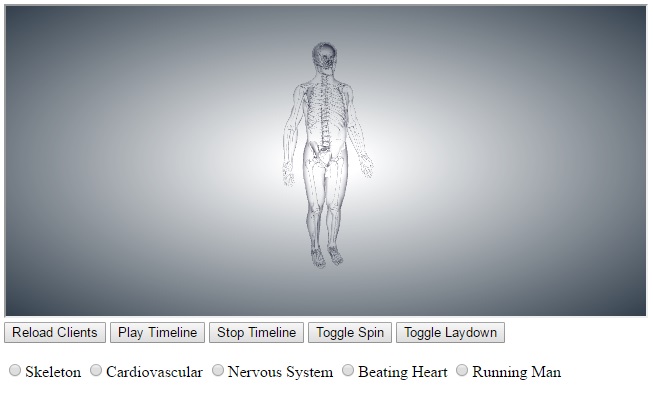 Reload Clients Play Timeline Stop Timeline Toggle Spin Toggle Laydown
Skeleton Cardiovascular Nervous System Beating Heart Running Man